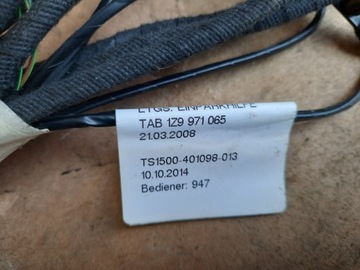 LTGS. EINPARKHILFE
TAB 1Z9 971 065
21.03.2008
TS1500-401098-013
10.10.2014
Bediener: 947